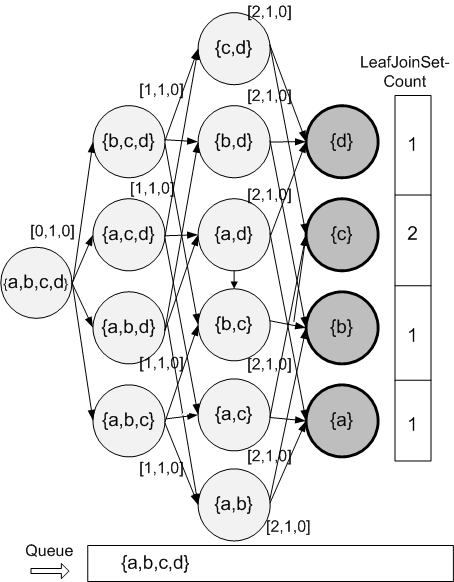 [2,1,0]
{c,d}
LeafJoinSet-
Count
[1,1,0]
[2,1,0]
{b,c,d}
{b,d}
{d}
1
[1,1,0]
[2,1,0]
[0,1,0]
{a,c,d}
{a,d}
{c}
2
{a,b,c,d}
{a,b,d}
{b,c}
{b}
1
[1,1,0]
[2,1,0]
{a,b,c}
{a,c}
{a}
1
[1,1,0]
[2,1,0]
{a,b}
[2,1,0]
Queue
{a,b,c,d}